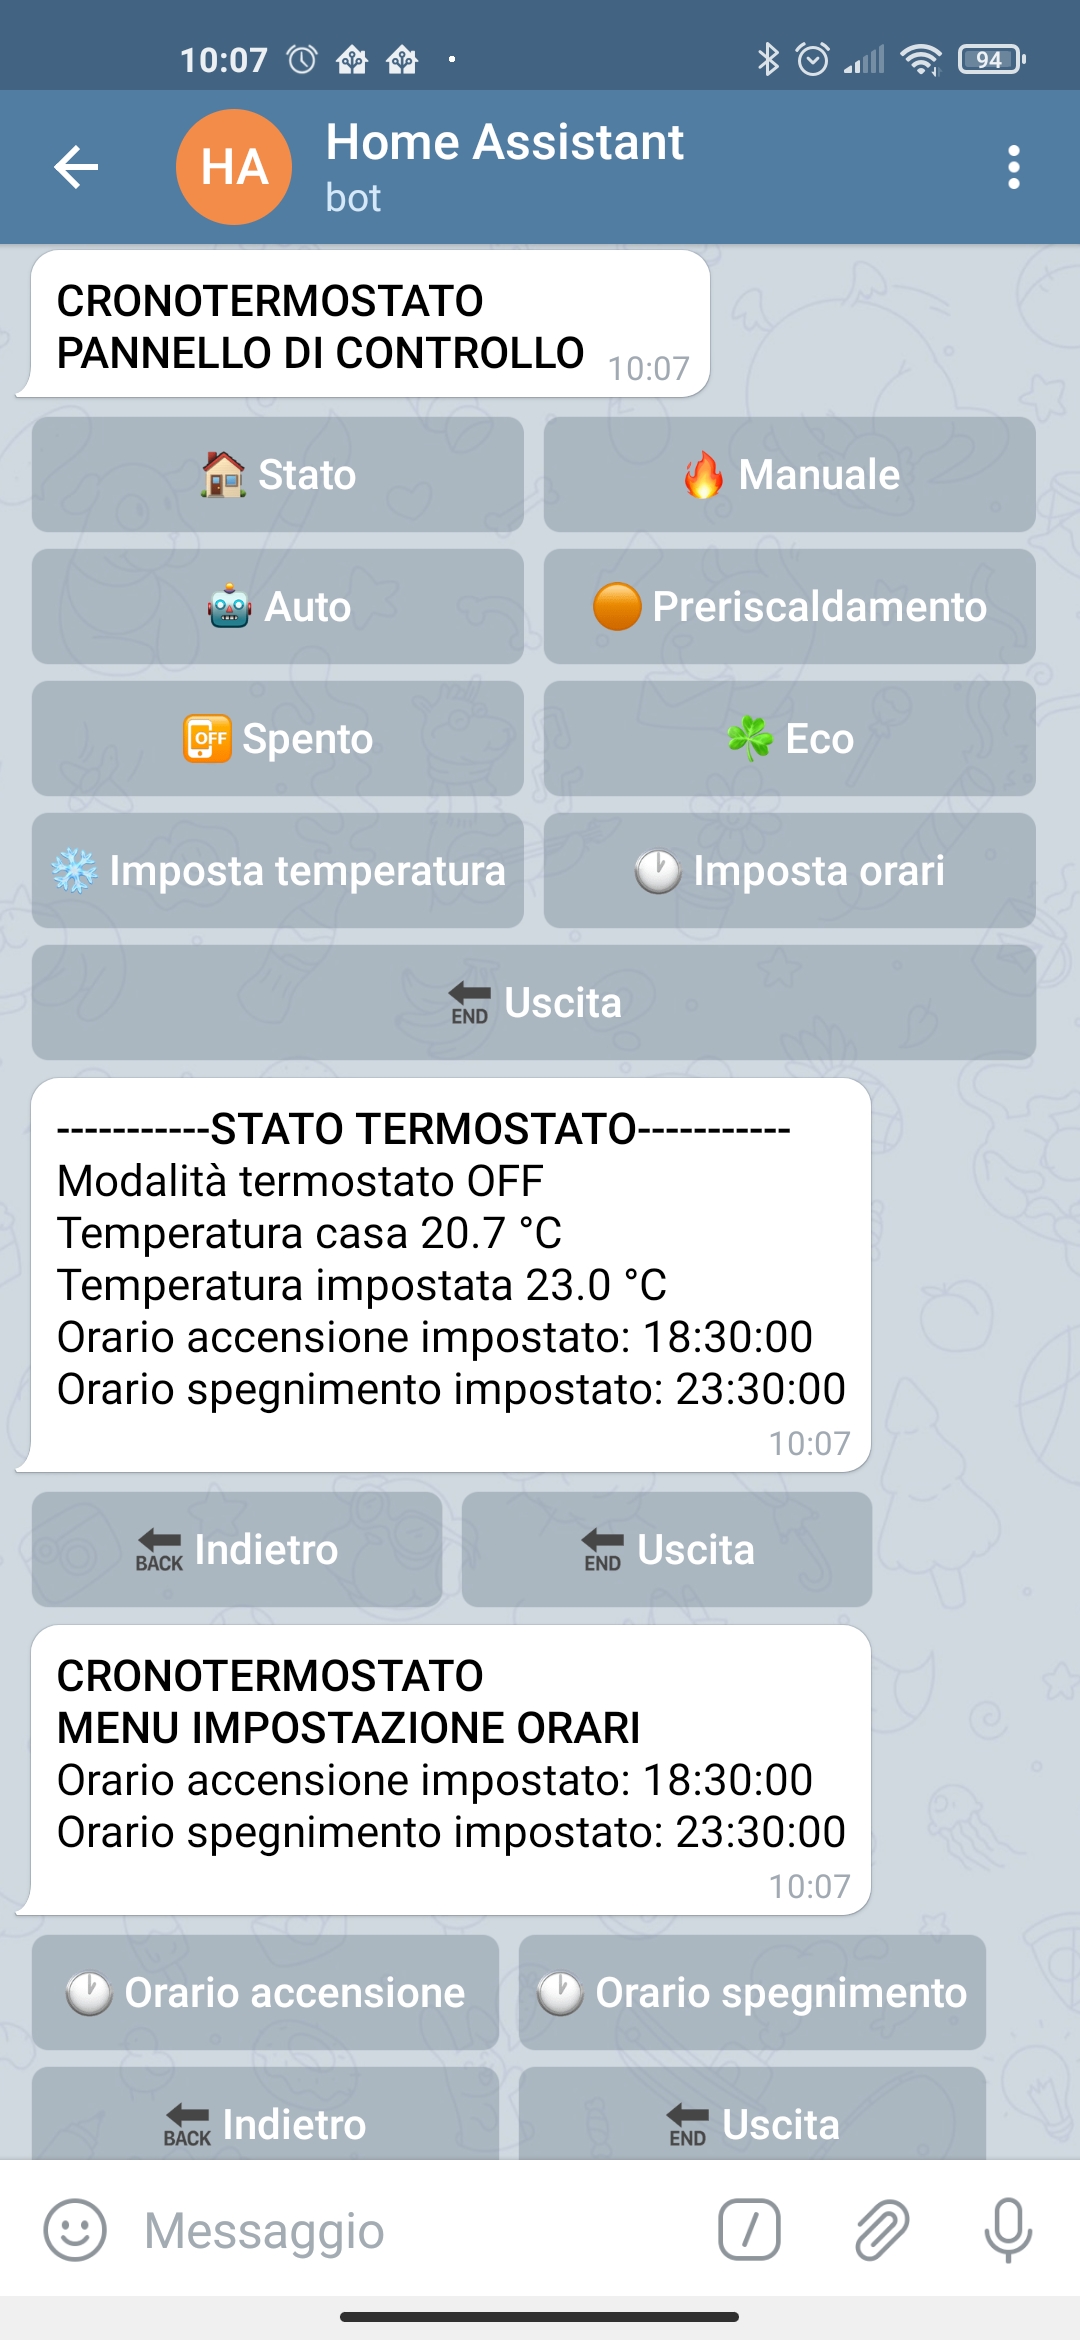 10:07
94
HA
Home Assistant
bot
CRONOTERMOSTATO
PANNELLO DI CONTROLLO
10:07
Stato
Manuale
Auto
Preriscaldamento
OFF Spento
Eco
Imposta temperatura
Imposta orari
END Uscita
-----------STATO TERMOSTATO-----------
Modalità termostato OFF
Temperatura casa 20.7 °C
Temperatura impostata 23.0 °C
Orario accensione impostato: 18:30:00
Orario spegnimento impostato: 23:30:00
10:07
BACK Indietro
END Uscita
CRONOTERMOSTATO
MENU IMPOSTAZIONE ORARI
Orario accensione impostato: 18:30:00
Orario spegnimento impostato: 23:30:00
10:07
Orario accensione
Orario spegnimento
BACK Indietro
END Uscita
Messaggio
/